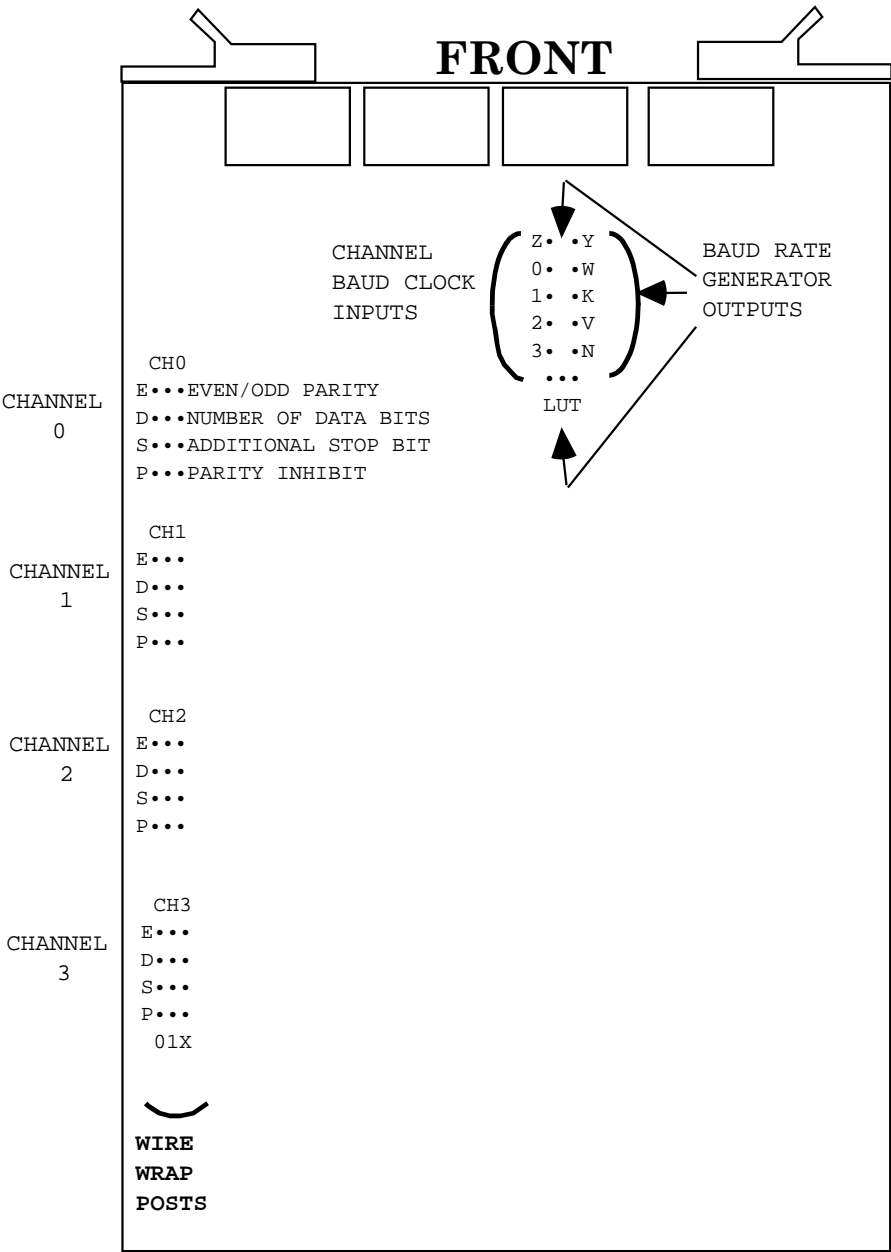 FRONT
CHANNEL
BAUD CLOCK
INPUTS
Z• •Y
0• •W
1• •K
2• •V
3• •N
•••
LUT
BAUD RATE
GENERATOR
OUTPUTS
CHANNEL
0
CH0
E•••EVEN/ODD PARITY
D•••NUMBER OF DATA BITS
S•••ADDITIONAL STOP BIT
P•••PARITY INHIBIT
CHANNEL
1
CH1
E•••
D•••
S•••
P•••
CHANNEL
2
CH2
E•••
D•••
S•••
P•••
CHANNEL
3
CH3
E•••
D•••
S•••
P•••
01X
WIRE
WRAP
POSTS